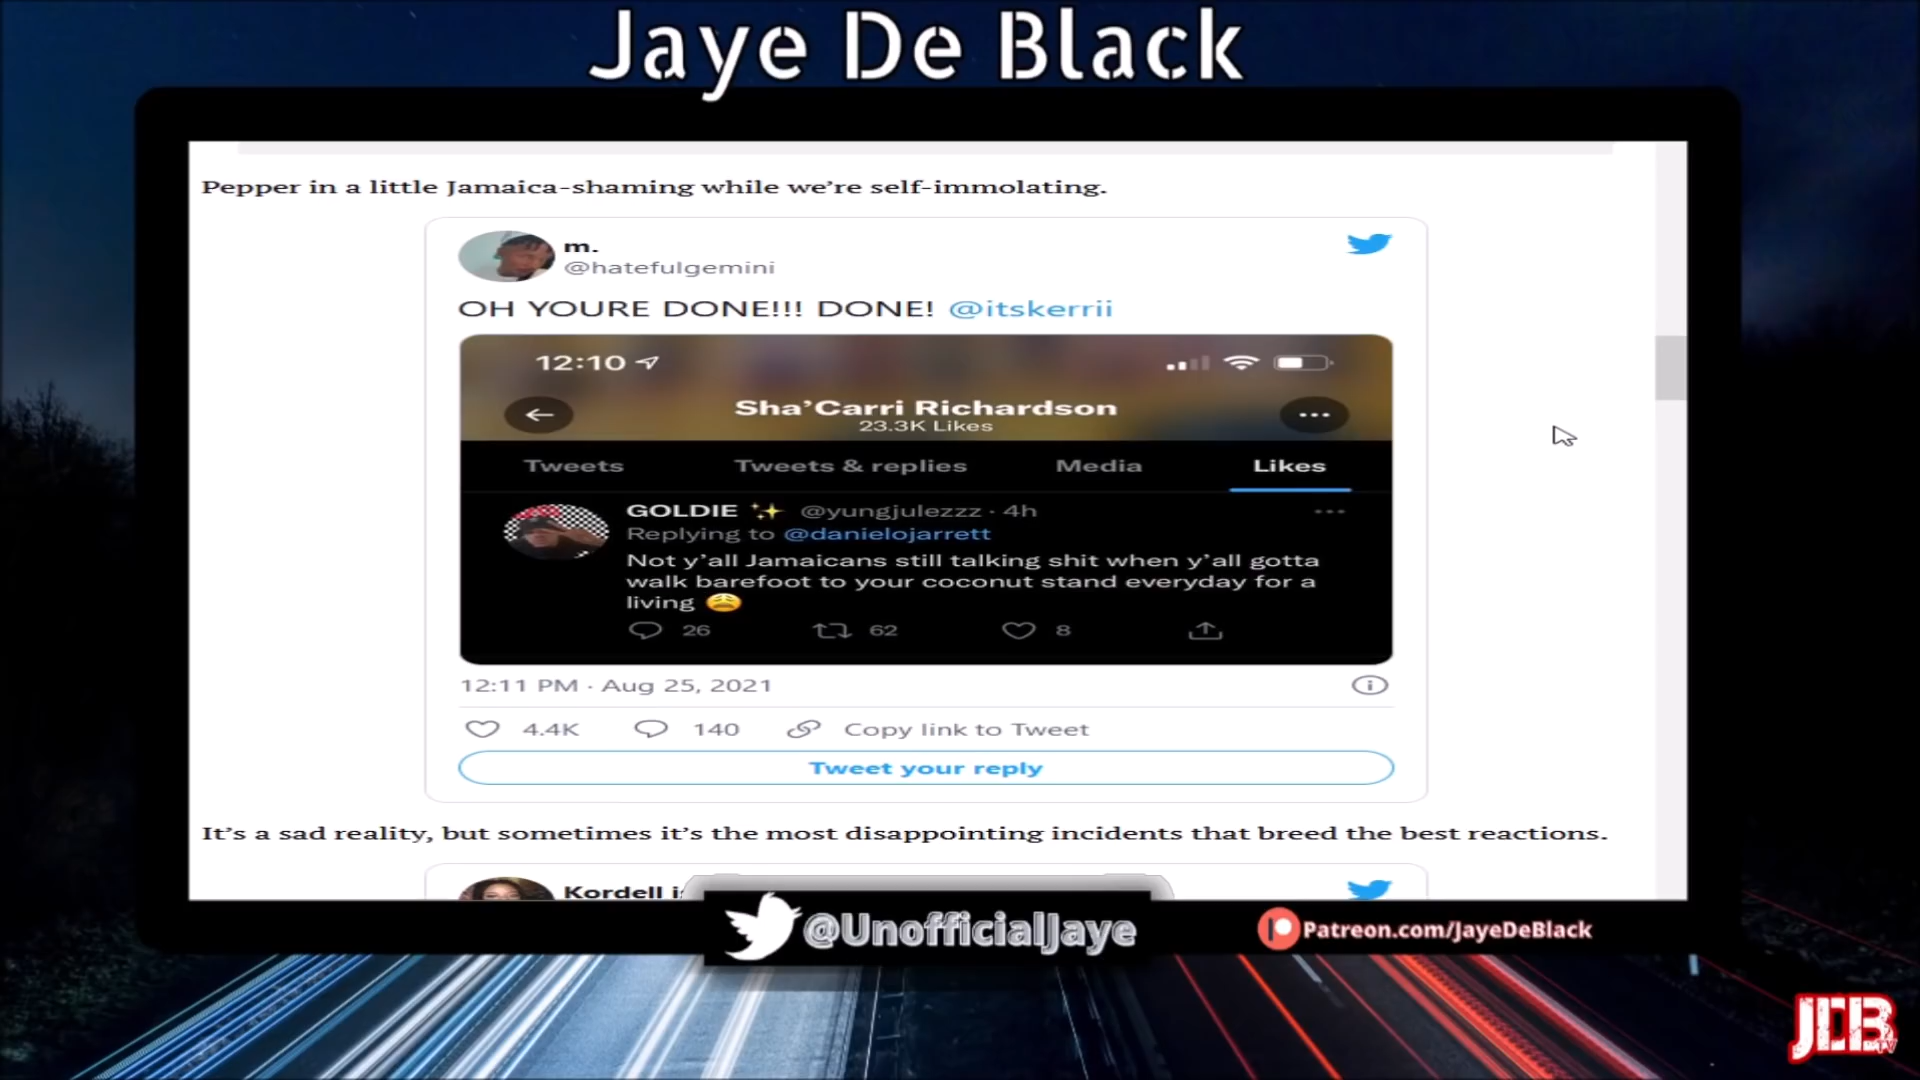 Jaye De Black
Pepper in a little Jamaica-shaming while we’re self-immolating.
m.
@hatefulgemini
OH YOURE DONE!!! DONE! @itskerrii
12:10
Sha’Carri Richardson
23.3K Likes
Tweets Tweets & replies Media Likes
GOLDIE ✨ @yungjulezzz · 4h
Replying to @danielojarrett
Not y’all Jamaicans still talking shit when y’all gotta
walk barefoot to your coconut stand everyday for a
living 😩
26 62 8
12:11 PM · Aug 25, 2021
4.4K 140 Copy link to Tweet
Tweet your reply
It’s a sad reality, but sometimes it’s the most disappointing incidents that breed the best reactions.
Kordell
@UnofficialJaye
Patreon.com/JayeDeBlack
JDB
TV